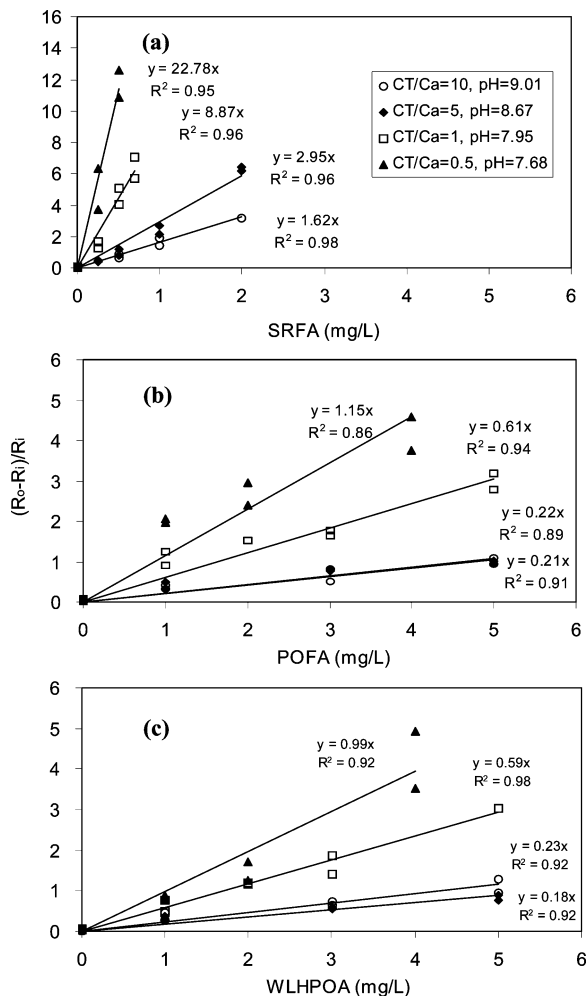 16
14
12
10
8
6
4
2
0
(a)
y = 22.78x
R² = 0.95
y = 8.87x
R² = 0.96
y = 2.95x
R² = 0.96
y = 1.62x
R² = 0.98
CT/Ca=10, pH=9.01
CT/Ca=5, pH=8.67
CT/Ca=1, pH=7.95
CT/Ca=0.5, pH=7.68
0 1 2 3 4 5 6
SRFA (mg/L)
(Ro-Ri)/Ri
6
5
4
3
2
1
0
(b)
y = 1.15x
R² = 0.86
y = 0.61x
R² = 0.94
y = 0.22x
R² = 0.89
y = 0.21x
R² = 0.91
0 1 2 3 4 5 6
POFA (mg/L)
6
5
4
3
2
1
0
(c)
y = 0.99x
R² = 0.92
y = 0.59x
R² = 0.98
y = 0.23x
R² = 0.92
y = 0.18x
R² = 0.92
0 1 2 3 4 5 6
WLHPOA (mg/L)